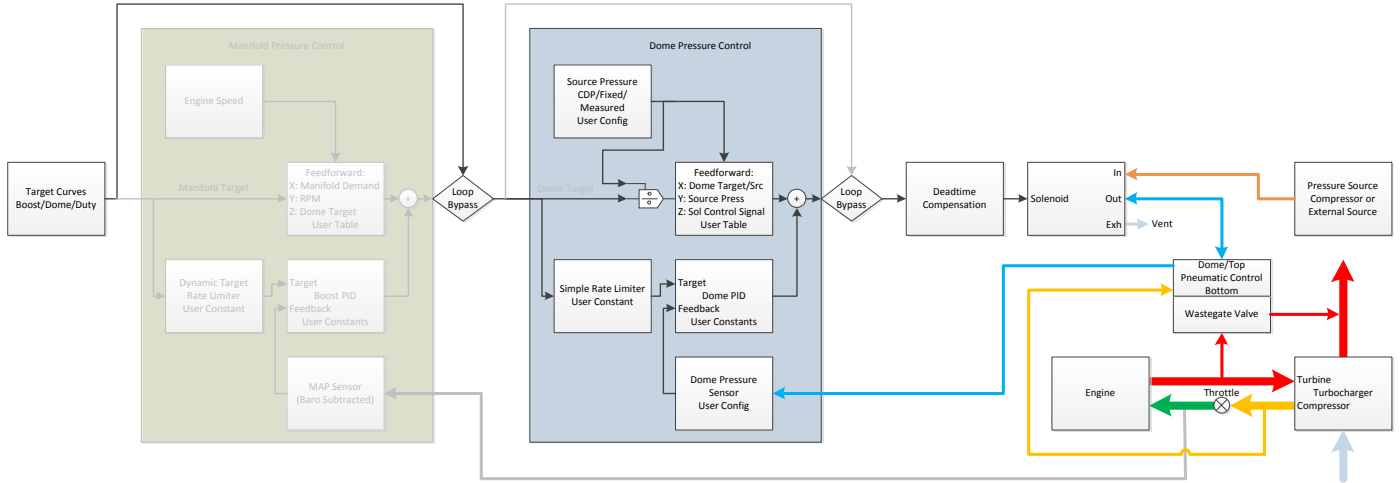 Manifold Pressure Control
Engine Speed
Feedforward:
X: Manifold Demand
Y: RPM
Z: Dome Target
User Table
Manifold Target
+
Dynamic Target
Rate Limiter
User Constant
Target
Boost PID
Feedback
User Constants
MAP Sensor
(Baro Subtracted)
Target Curves
Boost/Dome/Duty
Loop
Bypass
Dome Pressure Control
Source Pressure
CDP/Fixed/
Measured
User Config
Dome Target
÷
Feedforward:
X: Dome Target/Src
Y: Source Press
Z: Sol Control Signal
User Table
+
Simple Rate Limiter
User Constant
Target
Dome PID
Feedback
User Constants
Dome Pressure
Sensor
User Config
Loop
Bypass
Deadtime
Compensation
In
Solenoid
Out
Exh
Vent
Pressure Source
Compressor or
External Source
Dome/Top
Pneumatic Control
Bottom
Wastegate Valve
Engine
Throttle
Turbine
Turbocharger
Compressor